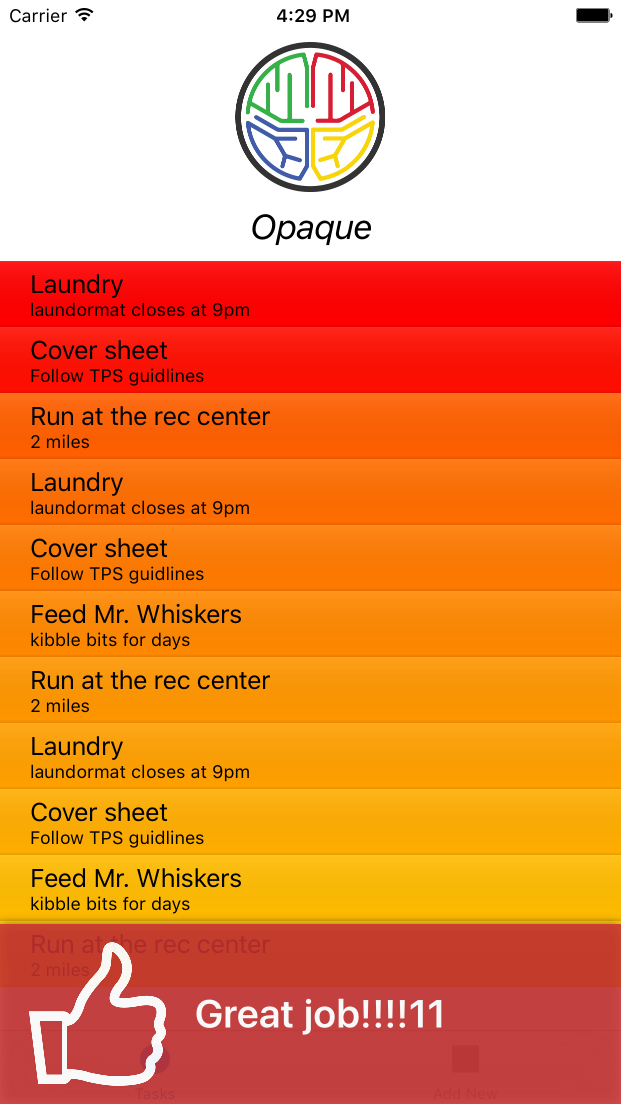 Carrier 4:29 PM
Opaque
Laundry
laundormat closes at 9pm
Cover sheet
Follow TPS guidlines
Run at the rec center
2 miles
Laundry
laundormat closes at 9pm
Cover sheet
Follow TPS guidlines
Feed Mr. Whiskers
kibble bits for days
Run at the rec center
2 miles
Laundry
laundormat closes at 9pm
Cover sheet
Follow TPS guidlines
Feed Mr. Whiskers
kibble bits for days
Run at the rec center
2 miles
Great job!!!!11
Tasks Add New